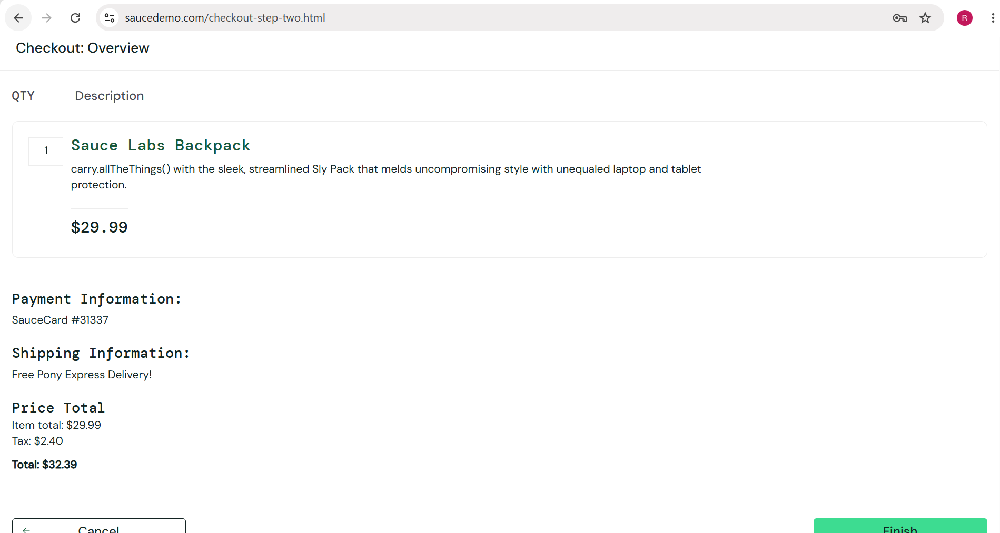 saucedemo.com/checkout-step-two.html
R
Checkout: Overview
QTY Description
1
Sauce Labs Backpack
carry.allTheThings() with the sleek, streamlined Sly Pack that melds uncompromising style with unequaled laptop and tablet
protection.
$29.99
Payment Information:
SauceCard #31337
Shipping Information:
Free Pony Express Delivery!
Price Total
Item total: $29.99
Tax: $2.40
Total: $32.39
Cancel Finish